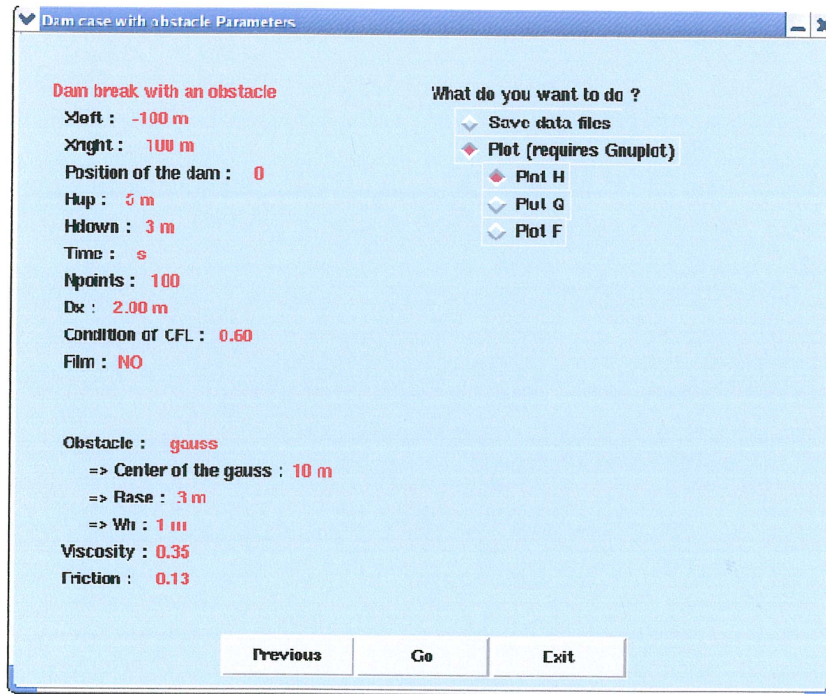 Dam case with obstacle Parameters
Dam break with an obstacle
Xleft : -100 m
Xright : 100 m
Position of the dam : 0
Hup : 5 m
Hdown : 3 m
Time : s
Npoints : 100
Dx : 2.00 m
Condition of CFL : 0.60
Film : NO
Obstacle : gauss
=> Center of the gauss : 10 m
=> Base : 3 m
=> Wh : 1 m
Viscosity : 0.35
Friction : 0.13
What do you want to do ?
Save data files
Plot (requires Gnuplot)
Plot H
Plot Q
Plot F
Previous
Go
Exit